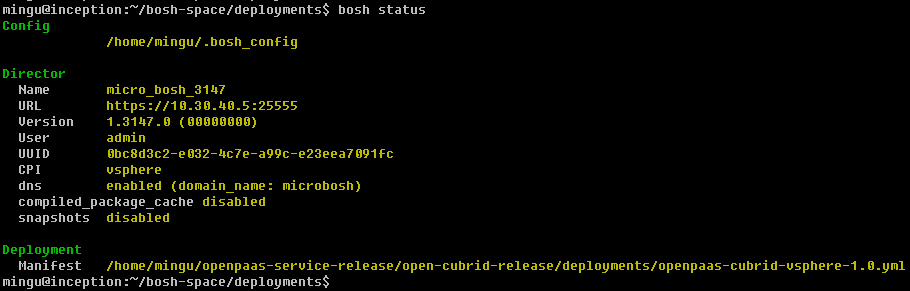 mingu@inception:~/bosh-space/deployments$ bosh status
Config
/home/mingu/.bosh_config
Director
Name micro_bosh_3147
URL https://10.30.40.5:25555
Version 1.3147.0 (00000000)
User admin
UUID 0bc8d3c2-e032-4c7e-a99c-e23eea7091fc
CPI vsphere
dns enabled (domain_name: microbosh)
compiled_package_cache disabled
snapshots disabled
Deployment
Manifest /home/mingu/openpaas-service-release/open-cubrid-release/deployments/openpaas-cubrid-vsphere-1.0.yml
mingu@inception:~/bosh-space/deployments$